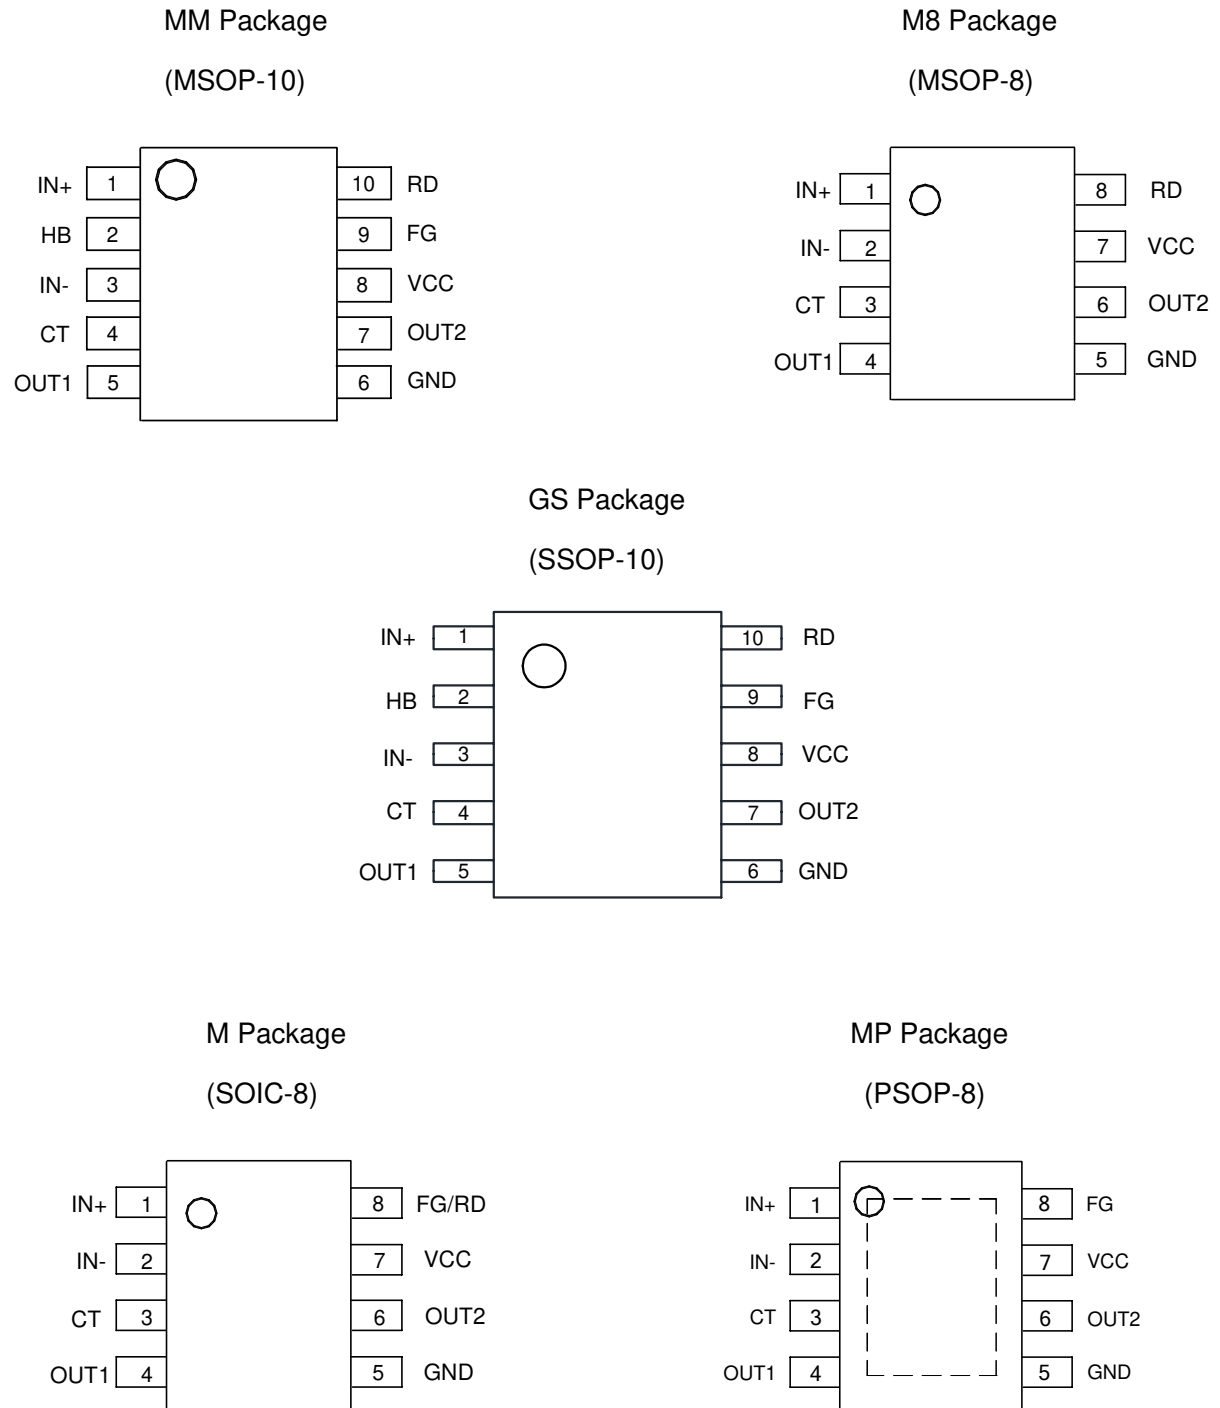 MM Package
(MSOP-10)
IN+ 1 10 RD
HB 2 9 FG
IN- 3 8 VCC
CT 4 7 OUT2
OUT1 5 6 GND
M8 Package
(MSOP-8)
IN+ 1 8 RD
IN- 2 7 VCC
CT 3 6 OUT2
OUT1 4 5 GND
GS Package
(SSOP-10)
IN+ 1 10 RD
HB 2 9 FG
IN- 3 8 VCC
CT 4 7 OUT2
OUT1 5 6 GND
M Package
(SOIC-8)
IN+ 1 8 FG/RD
IN- 2 7 VCC
CT 3 6 OUT2
OUT1 4 5 GND
MP Package
(PSOP-8)
IN+ 1 8 FG
IN- 2 7 VCC
CT 3 6 OUT2
OUT1 4 5 GND